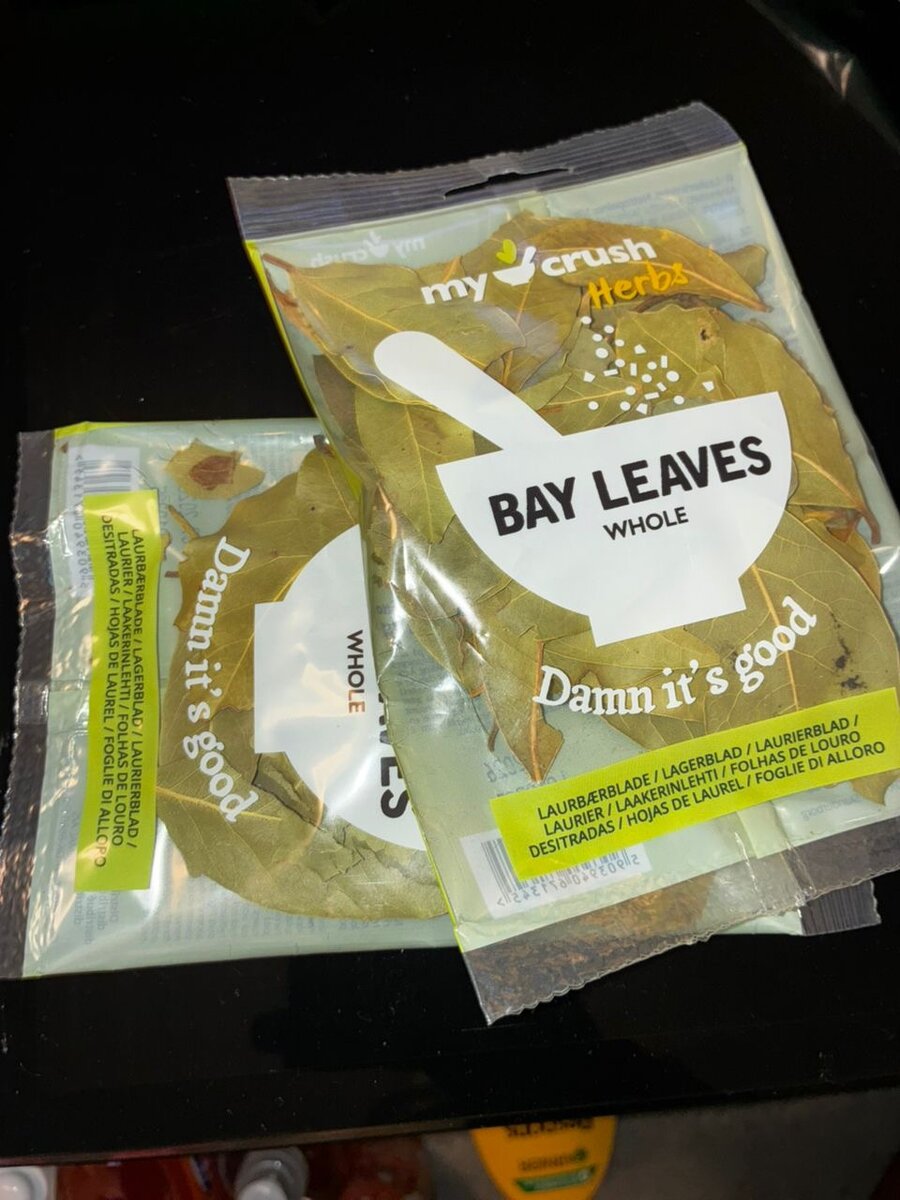 my crush
Herbs
BAY LEAVES
WHOLE
Damn it's good
LAURBÆRBLADE / LAGERBLAD / LAURIERBLAD /
LAURIER / LAAKERINLEHTI / FOLHAS DE LOURO
DESITRADAS / HOJAS DE LAUREL / FOGLIE DI ALLORO
2026
5903940671345
WHOLE
Damn it's good
LAURBÆRBLADE / LAGERBLAD / LAURIERBLAD /
LAURIER / LAAKERINLEHTI / FOLHAS DE LOURO
DESITRADAS / HOJAS DE LAUREL / FOGLIE DI ALLORO